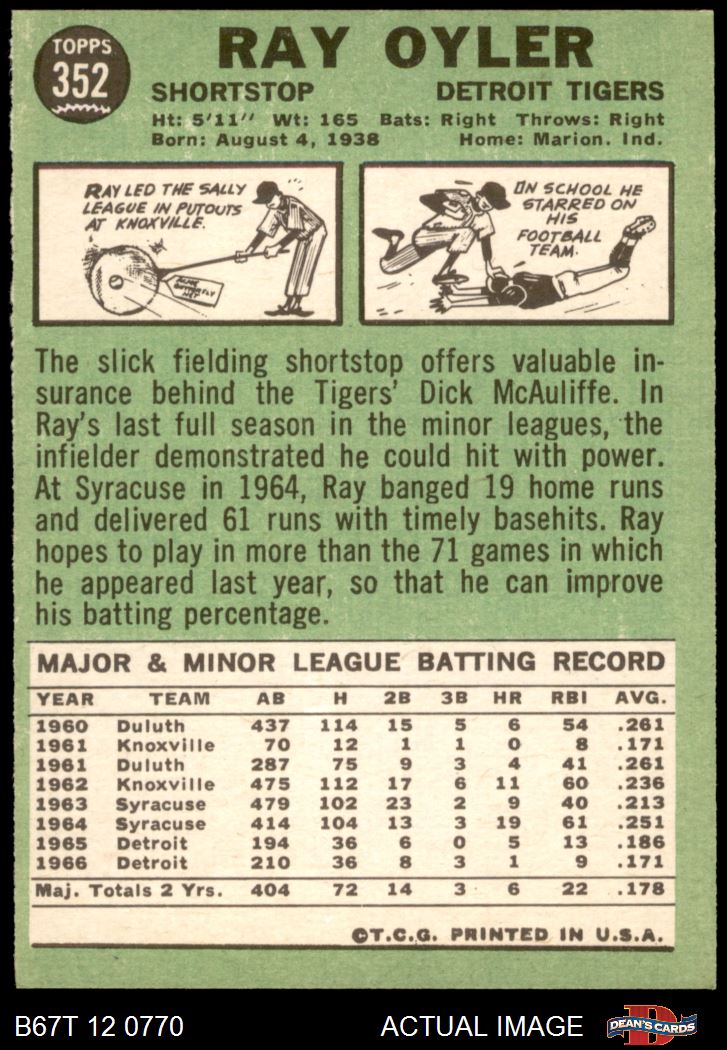 TOPPS
352
RAY OYLER
SHORTSTOP DETROIT TIGERS
Ht: 5'11" Wt: 165 Bats: Right Throws: Right
Born: August 4, 1938 Home: Marion. Ind.
RAY LED THE SALLY
LEAGUE IN PUTOUTS
AT KNOXVILLE.
IN SCHOOL HE
STARRED ON
HIS
FOOTBALL
TEAM.
The slick fielding shortstop offers valuable in-
surance behind the Tigers' Dick McAuliffe. In
Ray's last full season in the minor leagues, the
infielder demonstrated he could hit with power.
At Syracuse in 1964, Ray banged 19 home runs
and delivered 61 runs with timely basehits. Ray
hopes to play in more than the 71 games in which
he appeared last year, so that he can improve
his batting percentage.
MAJOR & MINOR LEAGUE BATTING RECORD
YEAR TEAM AB H 2B 3B HR RBI AVG.
1960 Duluth 437 114 15 5 6 54 .261
1961 Knoxville 70 12 1 1 0 8 .171
1961 Duluth 287 75 9 3 4 41 .261
1962 Knoxville 475 112 17 6 11 60 .236
1963 Syracuse 479 102 23 2 9 40 .213
1964 Syracuse 414 104 13 3 19 61 .251
1965 Detroit 194 36 6 0 5 13 .186
1966 Detroit 210 36 8 3 1 9 .171
Maj. Totals 2 Yrs. 404 72 14 3 6 22 .178
©T.C.G. PRINTED IN U.S.A.
B67T 12 0770 ACTUAL IMAGE DEAN'S CARDS